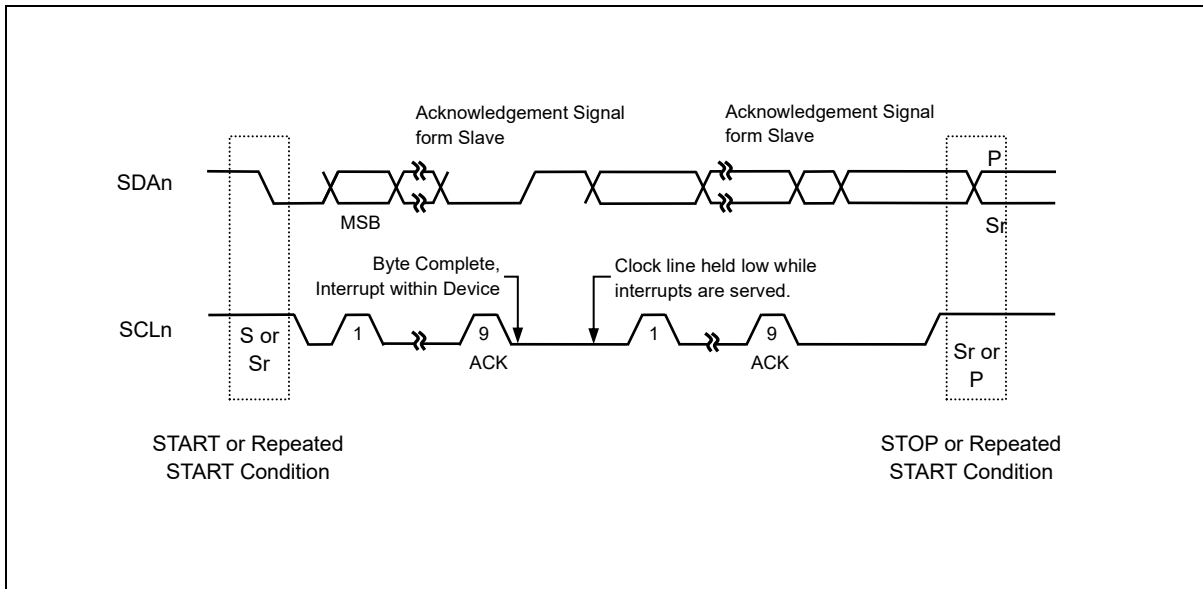 Acknowledgement Signal
form Slave
Acknowledgement Signal
form Slave
SDAn
MSB
P
Sr
Byte Complete,
Interrupt within Device
Clock line held low while
interrupts are served.
SCLn
S or
Sr
1
9
ACK
1
9
ACK
Sr or
P
START or Repeated
START Condition
STOP or Repeated
START Condition